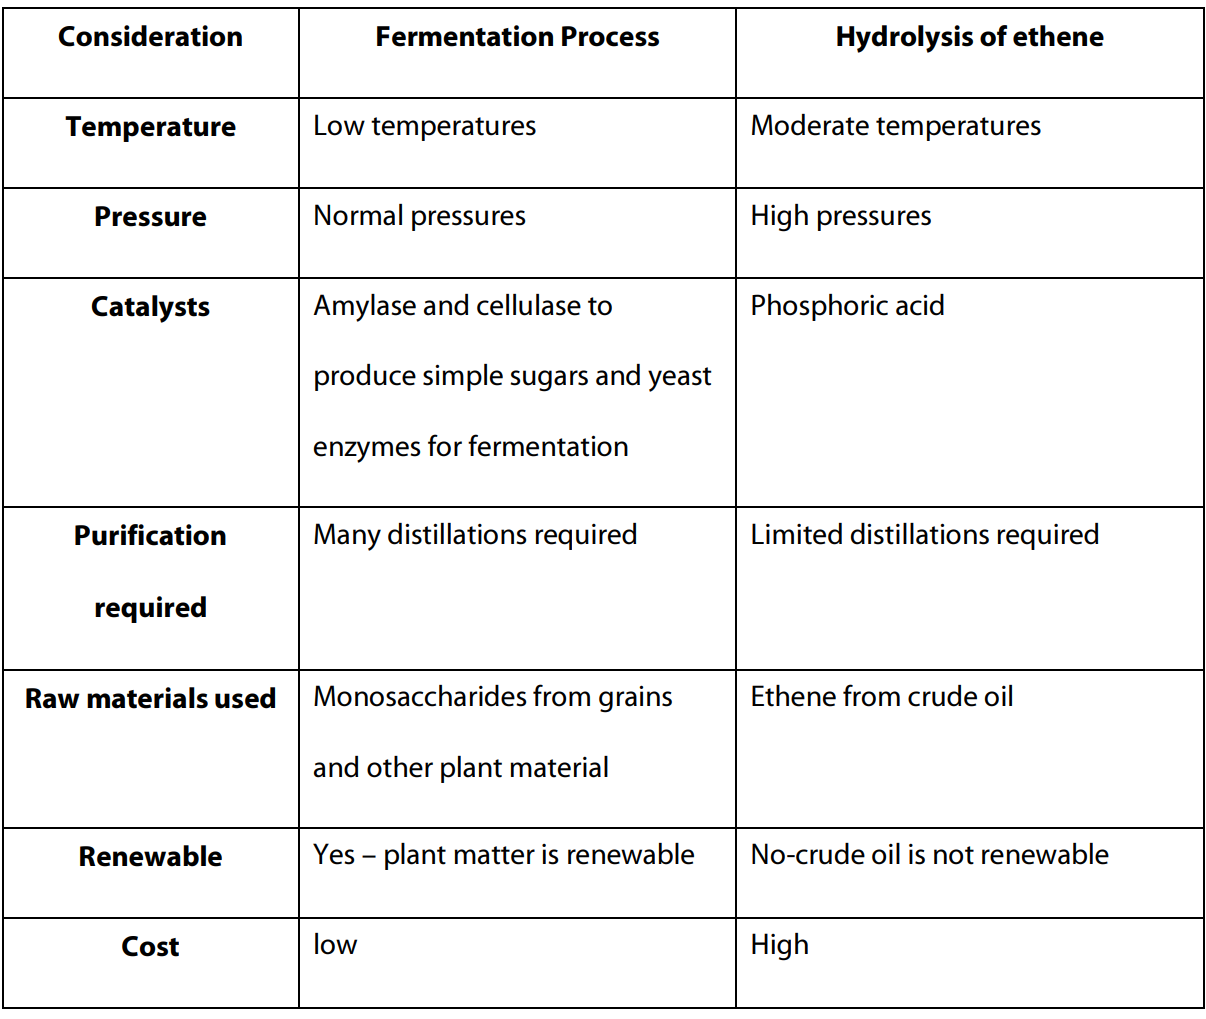 Consideration
Fermentation Process
Hydrolysis of ethene
Temperature
Low temperatures
Moderate temperatures
Pressure
Normal pressures
High pressures
Catalysts
Amylase and cellulase to
produce simple sugars and yeast
enzymes for fermentation
Phosphoric acid
Purification
required
Many distillations required
Limited distillations required
Raw materials used
Monosaccharides from grains
and other plant material
Ethene from crude oil
Renewable
Yes – plant matter is renewable
No-crude oil is not renewable
Cost
low
High